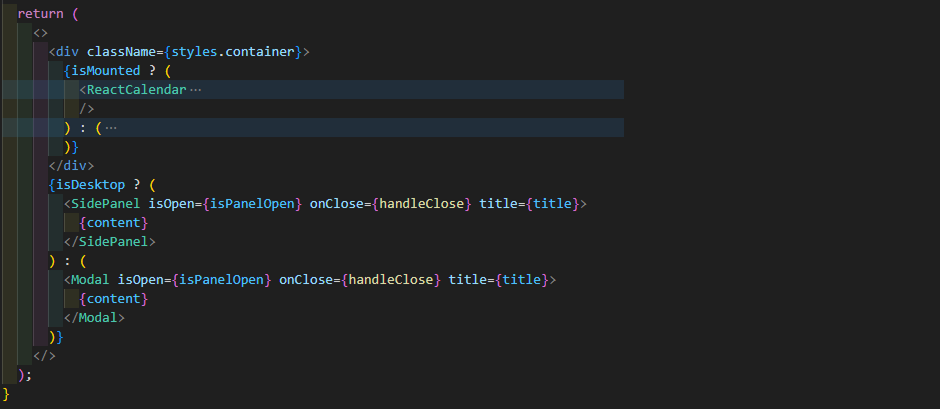 return (
<>
<div className={styles.container}>
{isMounted ? (
<ReactCalendar ⋯
/>
) : ( ⋯
)}
</div>
{isDesktop ? (
<SidePanel isOpen={isPanelOpen} onClose={handleClose} title={title}>
{content}
</SidePanel>
) : (
<Modal isOpen={isPanelOpen} onClose={handleClose} title={title}>
{content}
</Modal>
)}
</>
);
}